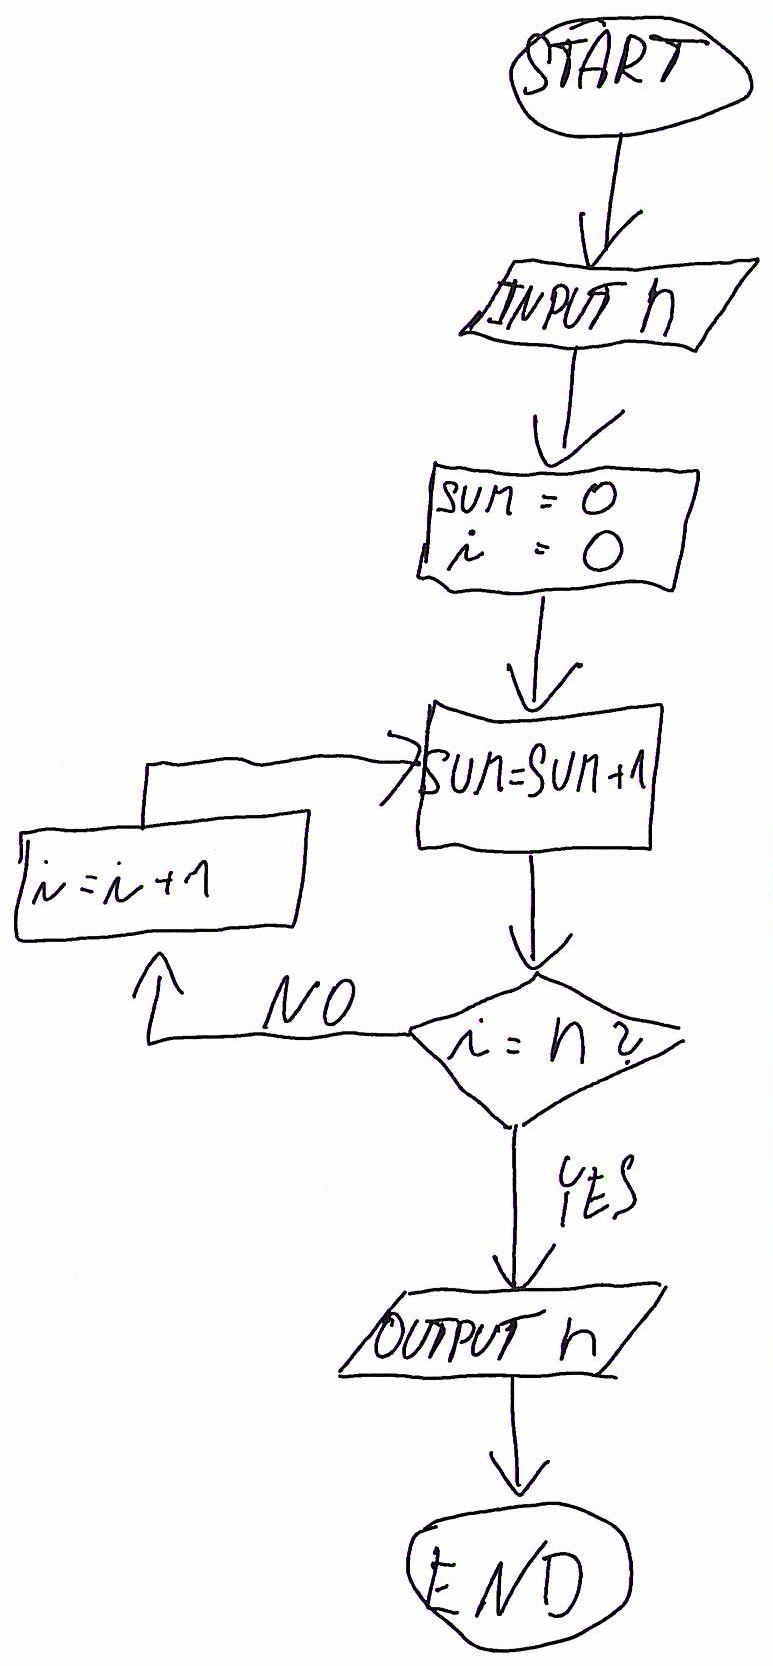 START
INPUT n
SUM = 0
i = 0
SUM=SUM+1
i=i+1
NO
i=n?
YES
OUTPUT n
END